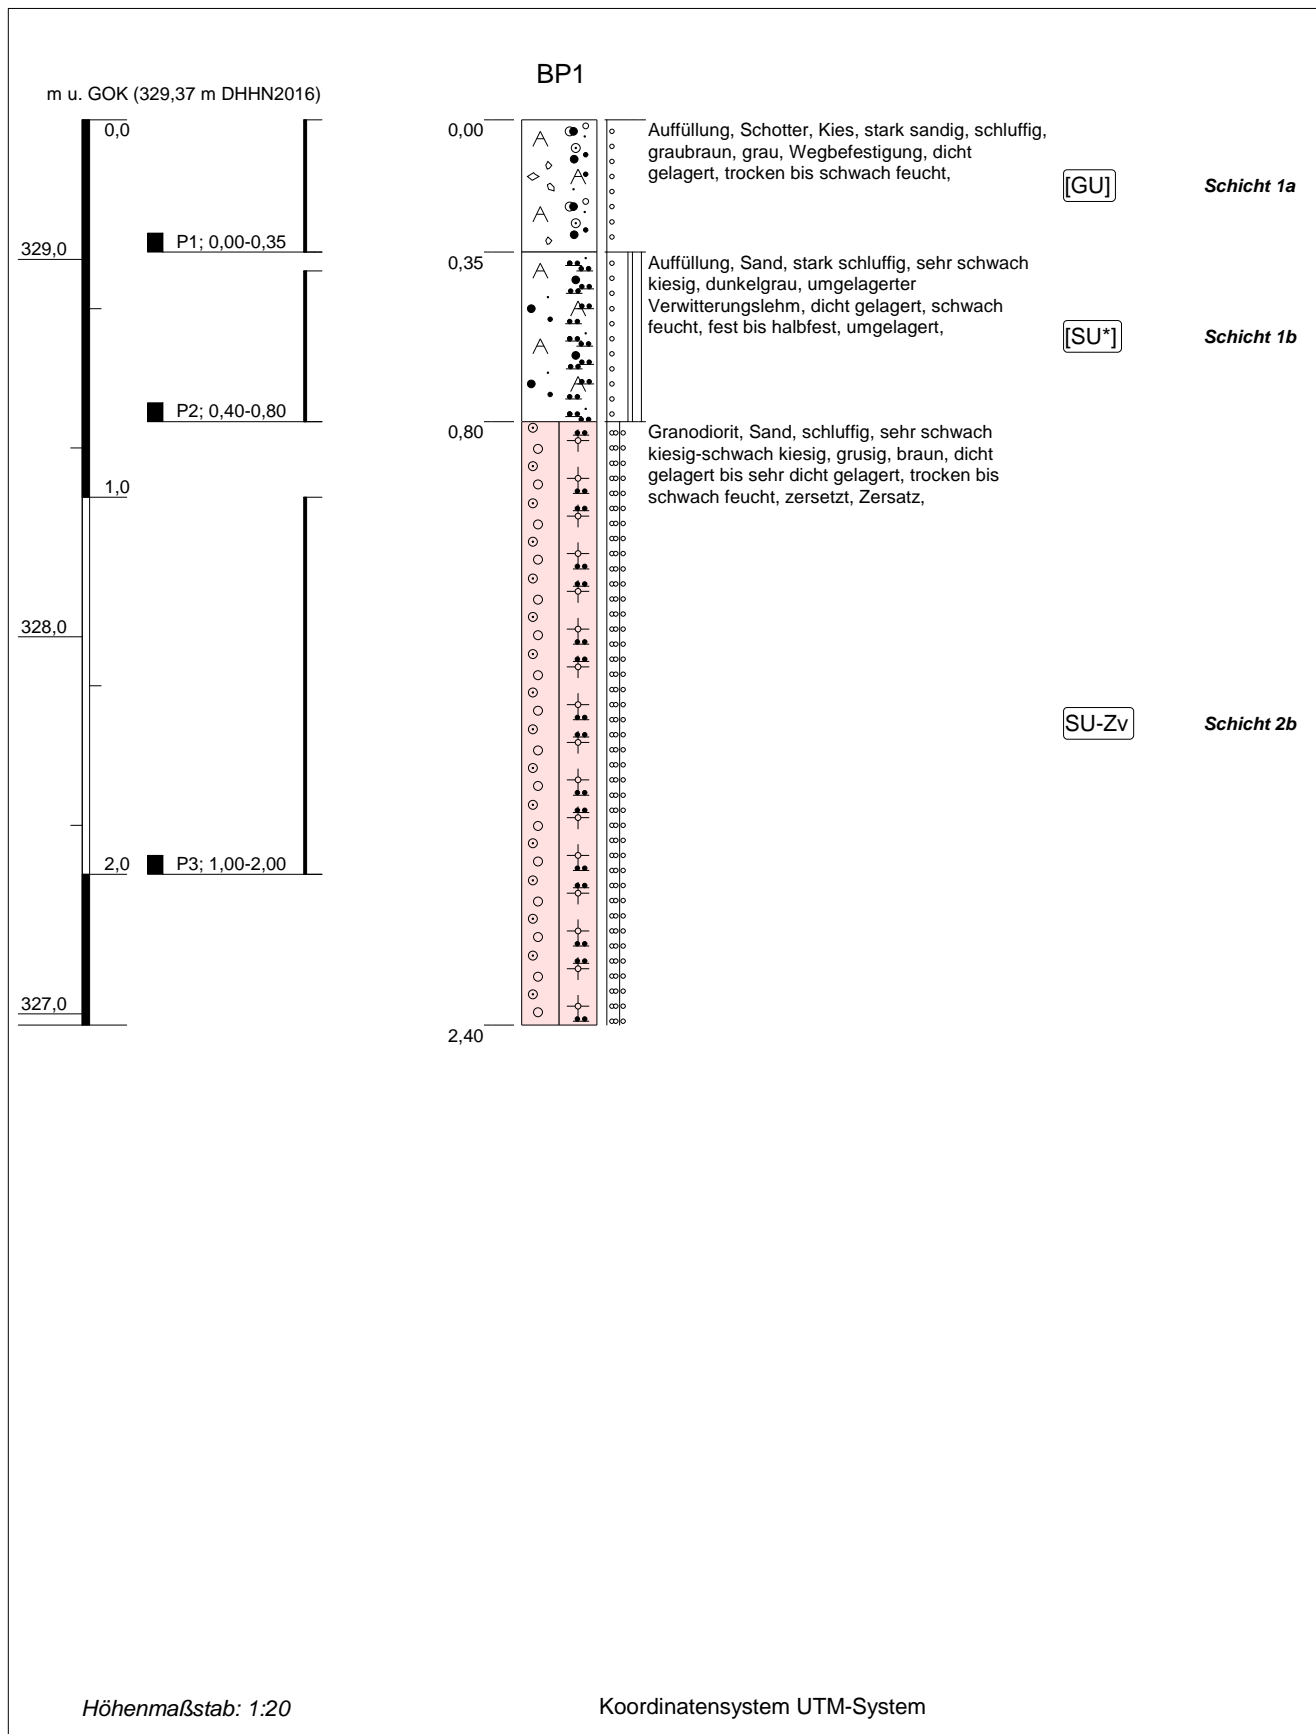 BP1
m u. GOK (329,37 m DHHN2016)
0,0
0,00
Auffüllung, Schotter, Kies, stark sandig, schluffig,
graubraun, grau, Wegbefestigung, dicht
gelagert, trocken bis schwach feucht,
[GU]
Schicht 1a
329,0
P1; 0,00-0,35
0,35
Auffüllung, Sand, stark schluffig, sehr schwach
kiesig, dunkelgrau, umgelagerter
Verwitterungslehm, dicht gelagert, schwach
feucht, fest bis halbfest, umgelagert,
[SU*]
Schicht 1b
P2; 0,40-0,80
0,80
Granodiorit, Sand, schluffig, sehr schwach
kiesig-schwach kiesig, grusig, braun, dicht
gelagert bis sehr dicht gelagert, trocken bis
schwach feucht, zersetzt, Zersatz,
1,0
328,0
SU-Zv
Schicht 2b
2,0
P3; 1,00-2,00
327,0
2,40
Höhenmaßstab: 1:20
Koordinatensystem UTM-System